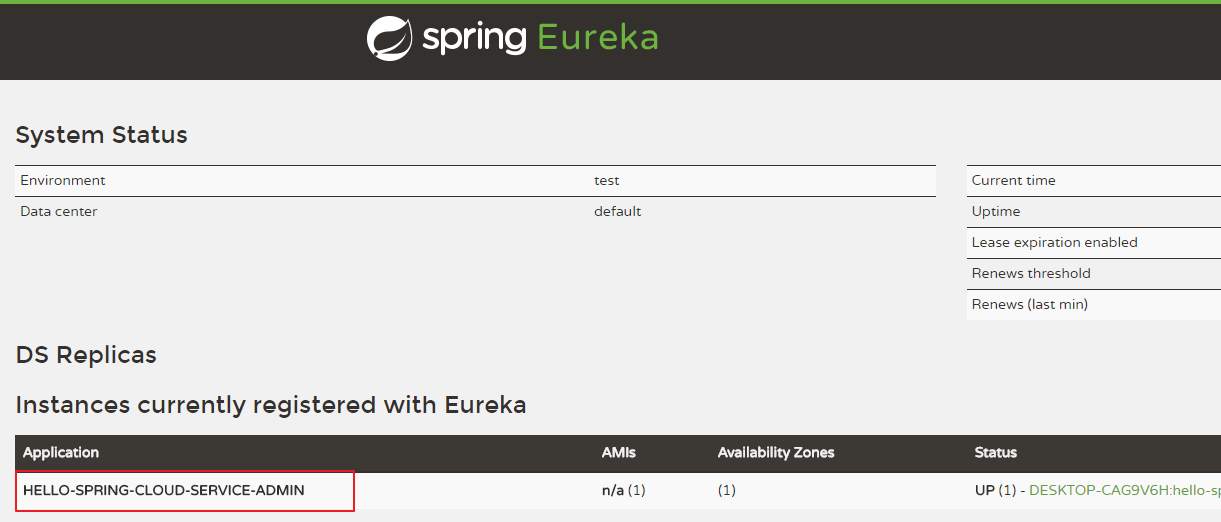 spring Eureka
System Status
Environment test
Data center default
Current time
Uptime
Lease expiration enabled
Renews threshold
Renews (last min)
DS Replicas
Instances currently registered with Eureka
Application AMIs Availability Zones Status
HELLO-SPRING-CLOUD-SERVICE-ADMIN n/a (1) (1) UP (1) - DESKTOP-CAG9V6H:hello-sp